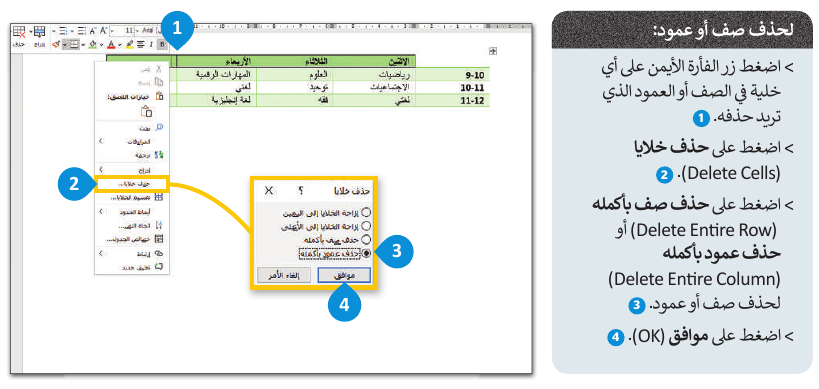 لحذف صف أو عمود:
> اضغط زر الفأرة الأيمن على أي
خلية في الصف أو العمود الذي
تريد حذفه. 1
> اضغط على حذف خلايا
(Delete Cells). 2
> اضغط على حذف صف بأكمله
(Delete Entire Row) أو
حذف عمود بأكمله
(Delete Entire Column)
لحذف صف أو عمود. 3
> اضغط على موافق (OK). 4
11 Arial
إدراج حذف
B I
1
الاثنين الثلاثاء الأربعاء
9-10 رياضيات العلوم المهارات الرقمية
10-11 الاجتماعيات توحيد لغتي
11-12 لغتي فقه لغة إنجليزية
قص
نسخ
خيارات اللصق:
بحث
المرادفات
ترجمة
إدراج
حذف خلايا...
2
تقسيم الخلايا...
أنماط الحدود
اتجاه النص...
خصائص الجدول...
ارتباط
تعليق جديد
حذف خلايا ? X
إزاحة الخلايا إلى اليمين
إزاحة الخلايا إلى الأعلى
حذف صف بأكمله
حذف عمود بأكمله
3
موافق إلغاء الأمر
4